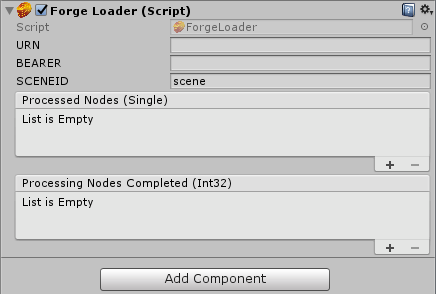 Forge Loader (Script)
Script ForgeLoader
URN
BEARER
SCENEID scene
Processed Nodes (Single)
List is Empty
Processing Nodes Completed (Int32)
List is Empty
Add Component